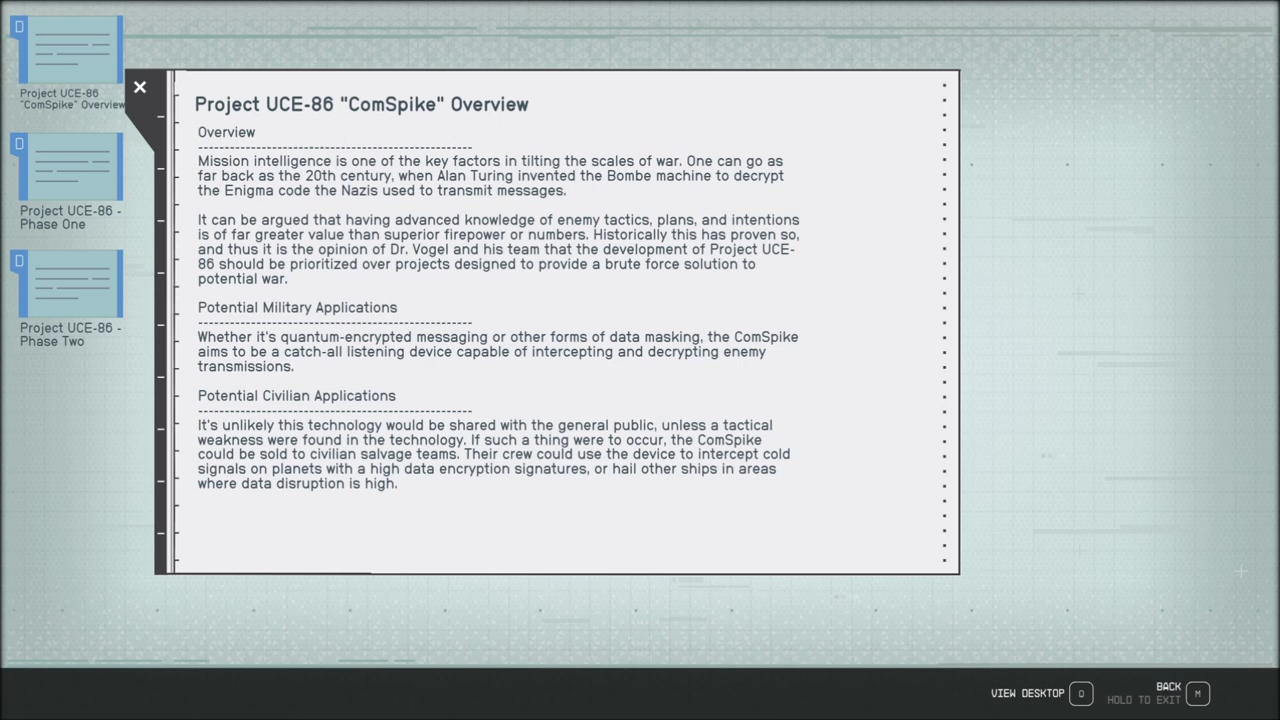 Project UCE-86
"ComSpike" Overview
Project UCE-86 -
Phase One
Project UCE-86 -
Phase Two
Project UCE-86 "ComSpike" Overview
Overview
--------------------------------------------------
Mission intelligence is one of the key factors in tilting the scales of war. One can go as
far back as the 20th century, when Alan Turing invented the Bombe machine to decrypt
the Enigma code the Nazis used to transmit messages.
It can be argued that having advanced knowledge of enemy tactics, plans, and intentions
is of far greater value than superior firepower or numbers. Historically this has proven so,
and thus it is the opinion of Dr. Vogel and his team that the development of Project UCE-
86 should be prioritized over projects designed to provide a brute force solution to
potential war.
Potential Military Applications
--------------------------------------------------
Whether it's quantum-encrypted messaging or other forms of data masking, the ComSpike
aims to be a catch-all listening device capable of intercepting and decrypting enemy
transmissions.
Potential Civilian Applications
--------------------------------------------------
It's unlikely this technology would be shared with the general public, unless a tactical
weakness were found in the technology. If such a thing were to occur, the ComSpike
could be sold to civilian salvage teams. Their crew could use the device to intercept cold
signals on planets with a high data encryption signatures, or hail other ships in areas
where data disruption is high.
VIEW DESKTOP Q
BACK M
HOLD TO EXIT